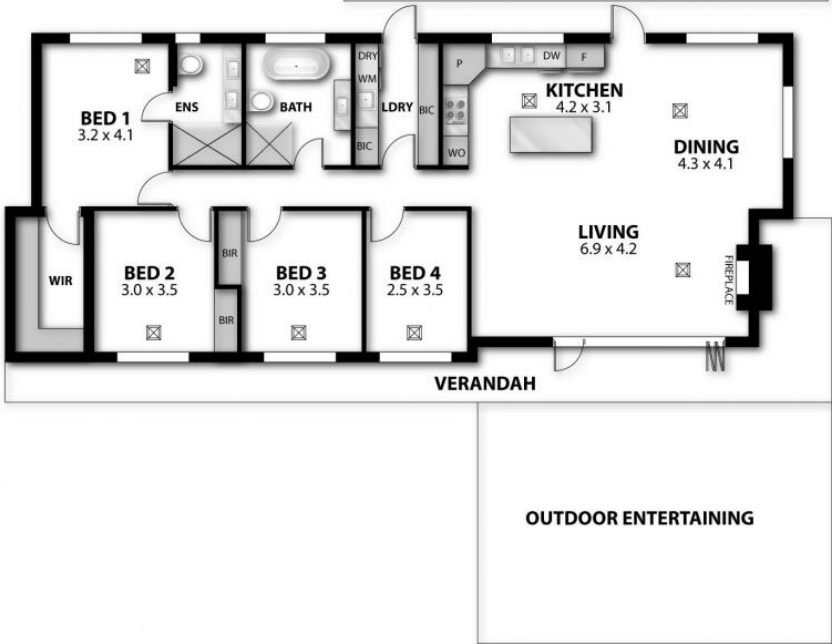 BED 1
3.2 x 4.1
ENS
BATH
DRY
WM
BIC
LDRY
BIC
P
DW
F
WO
KITCHEN
4.2 x 3.1
DINING
4.3 x 4.1
LIVING
6.9 x 4.2
FIREPLACE
WIR
BED 2
3.0 x 3.5
BIR
BIR
BED 3
3.0 x 3.5
BED 4
2.5 x 3.5
VERANDAH
OUTDOOR ENTERTAINING